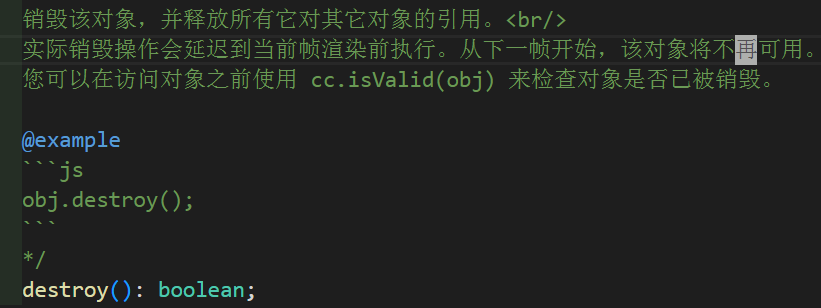 销毁该对象，并释放所有它对其它对象的引用。<br/>
实际销毁操作会延迟到当前帧渲染前执行。从下一帧开始，该对象将不再可用。
您可以在访问对象之前使用 cc.isValid(obj) 来检查对象是否已被销毁。
@example
```js
obj.destroy();
```
*/
destroy(): boolean;